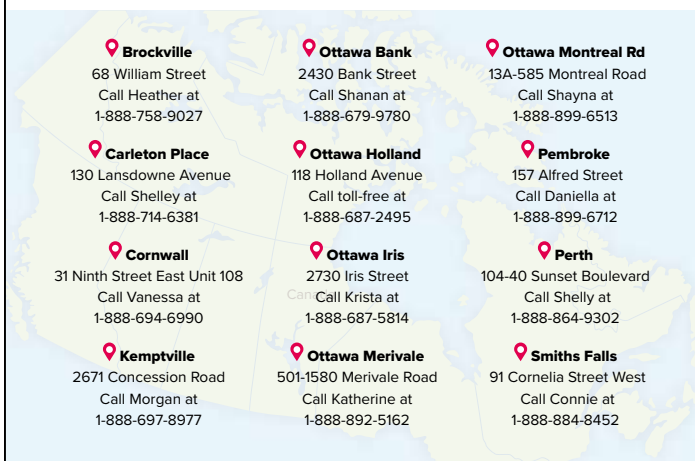 Brockville
68 William Street
Call Heather at
1-888-758-9027
Carleton Place
130 Lansdowne Avenue
Call Shelley at
1-888-714-6381
Cornwall
31 Ninth Street East Unit 108
Call Vanessa at
1-888-694-6990
Kemptville
2671 Concession Road
Call Morgan at
1-888-697-8977
Ottawa Bank
2430 Bank Street
Call Shanan at
1-888-679-9780
Ottawa Holland
118 Holland Avenue
Call toll-free at
1-888-687-2495
Ottawa Iris
2730 Iris Street
Call Krista at
1-888-687-5814
Ottawa Merivale
501-1580 Merivale Road
Call Katherine at
1-888-892-5162
Ottawa Montreal Rd
13A-585 Montreal Road
Call Shayna at
1-888-899-6513
Pembroke
157 Alfred Street
Call Daniella at
1-888-899-6712
Perth
104-40 Sunset Boulevard
Call Shelly at
1-888-864-9302
Smiths Falls
91 Cornelia Street West
Call Connie at
1-888-884-8452